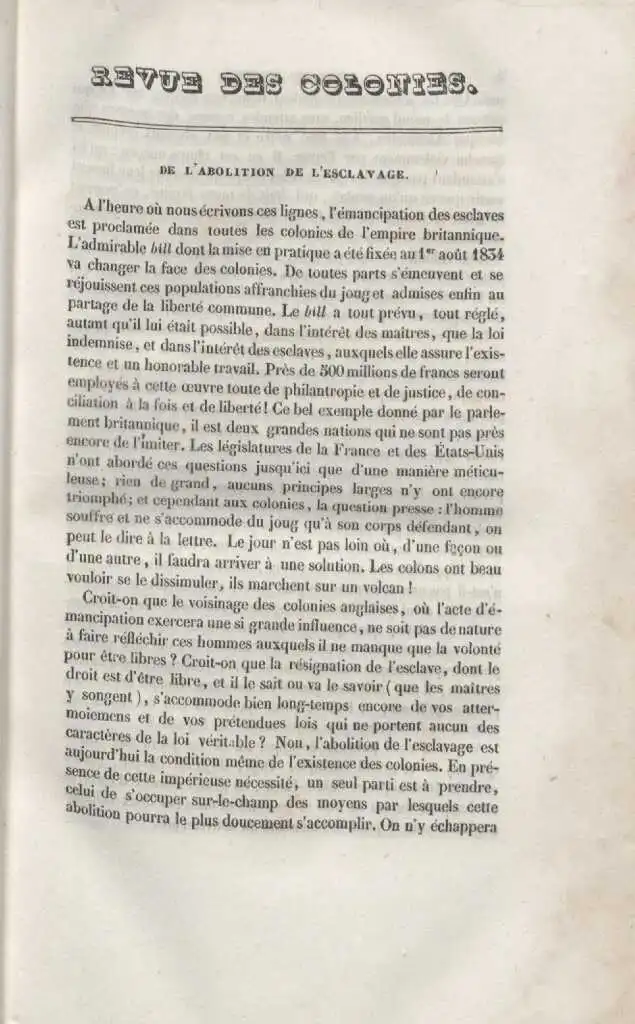 REVUE DES COLONIES.
DE L'ABOLITION DE L'ESCLAVAGE.
A l'heure où nous écrivons ces lignes, l'émancipation des esclaves
est proclamée dans toutes les colonies de l'empire britannique.
L'admirable bill dont la mise en pratique a été fixée au 1er août 1834
va changer la face des colonies. De toutes parts s'émeuvent et se
réjouissent ces populations affranchies du joug et admises enfin au
partage de la liberté commune. Le bill a tout prévu, tout réglé,
autant qu'il lui était possible, dans l'intérêt des maîtres, que la loi
indemnise, et dans l'intérêt des esclaves, auxquels elle assure l'exis-
tence et un honorable travail. Près de 500 millions de francs seront
employés à cette œuvre toute de philantropie et de justice, de con-
ciliation à la fois et de liberté! Ce bel exemple donné par le parle-
ment britannique, il est deux grandes nations qui ne sont pas près
encore de l'imiter. Les législatures de la France et des États-Unis
n'ont abordé ces questions jusqu'ici que d'une manière méticu-
leuse; rien de grand, aucuns principes larges n'y ont encore
triomphé; et cependant aux colonies, la question presse : l'homme
souffre et ne s'accommode du joug qu'à son corps défendant, on
peut le dire à la lettre. Le jour n'est pas loin où, d'une façon ou
d'une autre, il faudra arriver à une solution. Les colons ont beau
vouloir se le dissimuler, ils marchent sur un volcan!
Croit-on que le voisinage des colonies anglaises, où l'acte d'é-
mancipation exercera une si grande influence, ne soit pas de nature
à faire réfléchir ces hommes auxquels il ne manque que la volonté
pour être libres? Croit-on que la résignation de l'esclave, dont le
droit est d'être libre, et il le sait ou va le savoir (que les maîtres
y songent), s'accommode bien long-temps encore de vos atter-
moiemens et de vos prétendues lois qui ne portent aucun des
caractères de la loi véritable? Non, l'abolition de l'esclavage est
aujourd'hui la condition même de l'existence des colonies. En pré-
sence de cette impérieuse nécessité, un seul parti est à prendre,
celui de s'occuper sur-le-champ des moyens par lesquels cette
abolition pourra le plus doucement s'accomplir. On n'y échappera